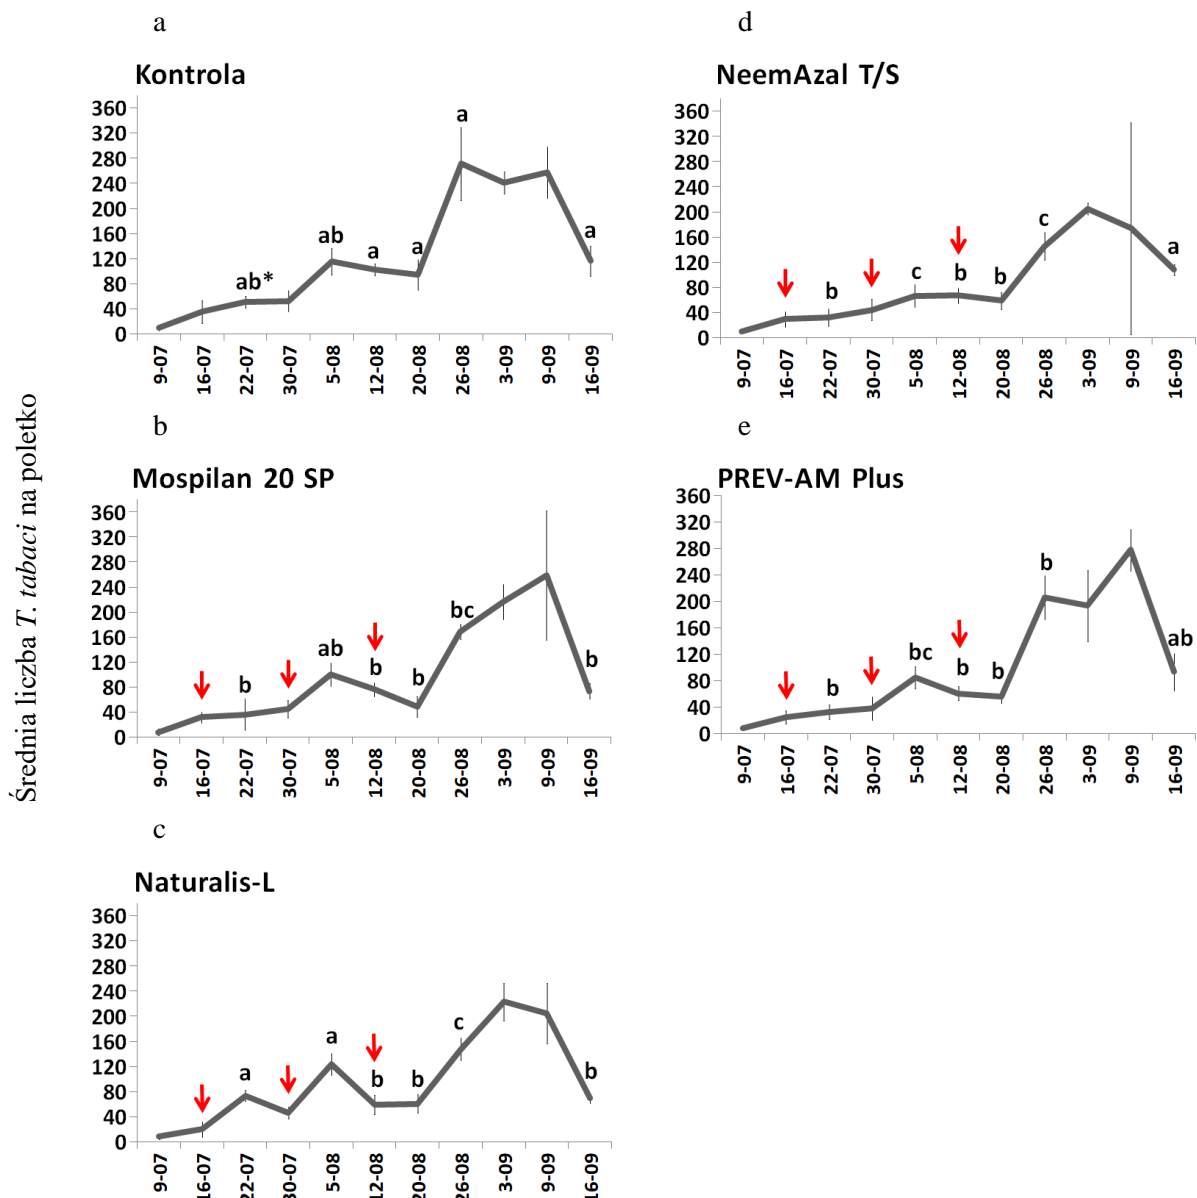 Średnia liczba T. tabaci na poletko
a
Kontrola
360
320
280
240
200
160
120
80
40
0
ab*
ab
a
a
a
a
9-07
16-07
22-07
30-07
5-08
12-08
20-08
26-08
3-09
9-09
16-09
d
NeemAzal T/S
360
320
280
240
200
160
120
80
40
0
b
c
b
b
c
a
9-07
16-07
22-07
30-07
5-08
12-08
20-08
26-08
3-09
9-09
16-09
b
Mospilan 20 SP
360
320
280
240
200
160
120
80
40
0
b
ab
b
b
bc
b
9-07
16-07
22-07
30-07
5-08
12-08
20-08
26-08
3-09
9-09
16-09
e
PREV-AM Plus
360
320
280
240
200
160
120
80
40
0
b
bc
b
b
b
ab
9-07
16-07
22-07
30-07
5-08
12-08
20-08
26-08
3-09
9-09
16-09
c
Naturalis-L
360
320
280
240
200
160
120
80
40
0
a
a
b
b
c
b
9-07
16-07
22-07
30-07
5-08
12-08
20-08
26-08
3-09
9-09
16-09